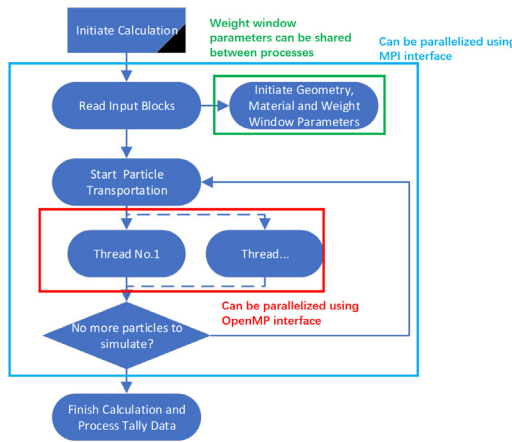 Initiate Calculation
Weight window
parameters can be shared
between processes
Can be parallelized using
MPI interface
Read Input Blocks
Initiate Geometry,
Material and Weight
Window Parameters
Start Particle
Transportation
Thread No.1
Thread...
Can be parallelized using
OpenMP interface
No more particles to
simulate?
Finish Calculation and
Process Tally Data